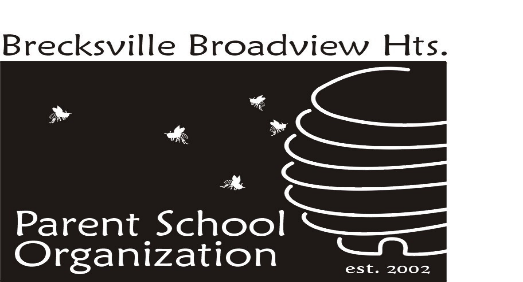 Brecksville Broadview Hts.
Parent School
Organization
est. 2002